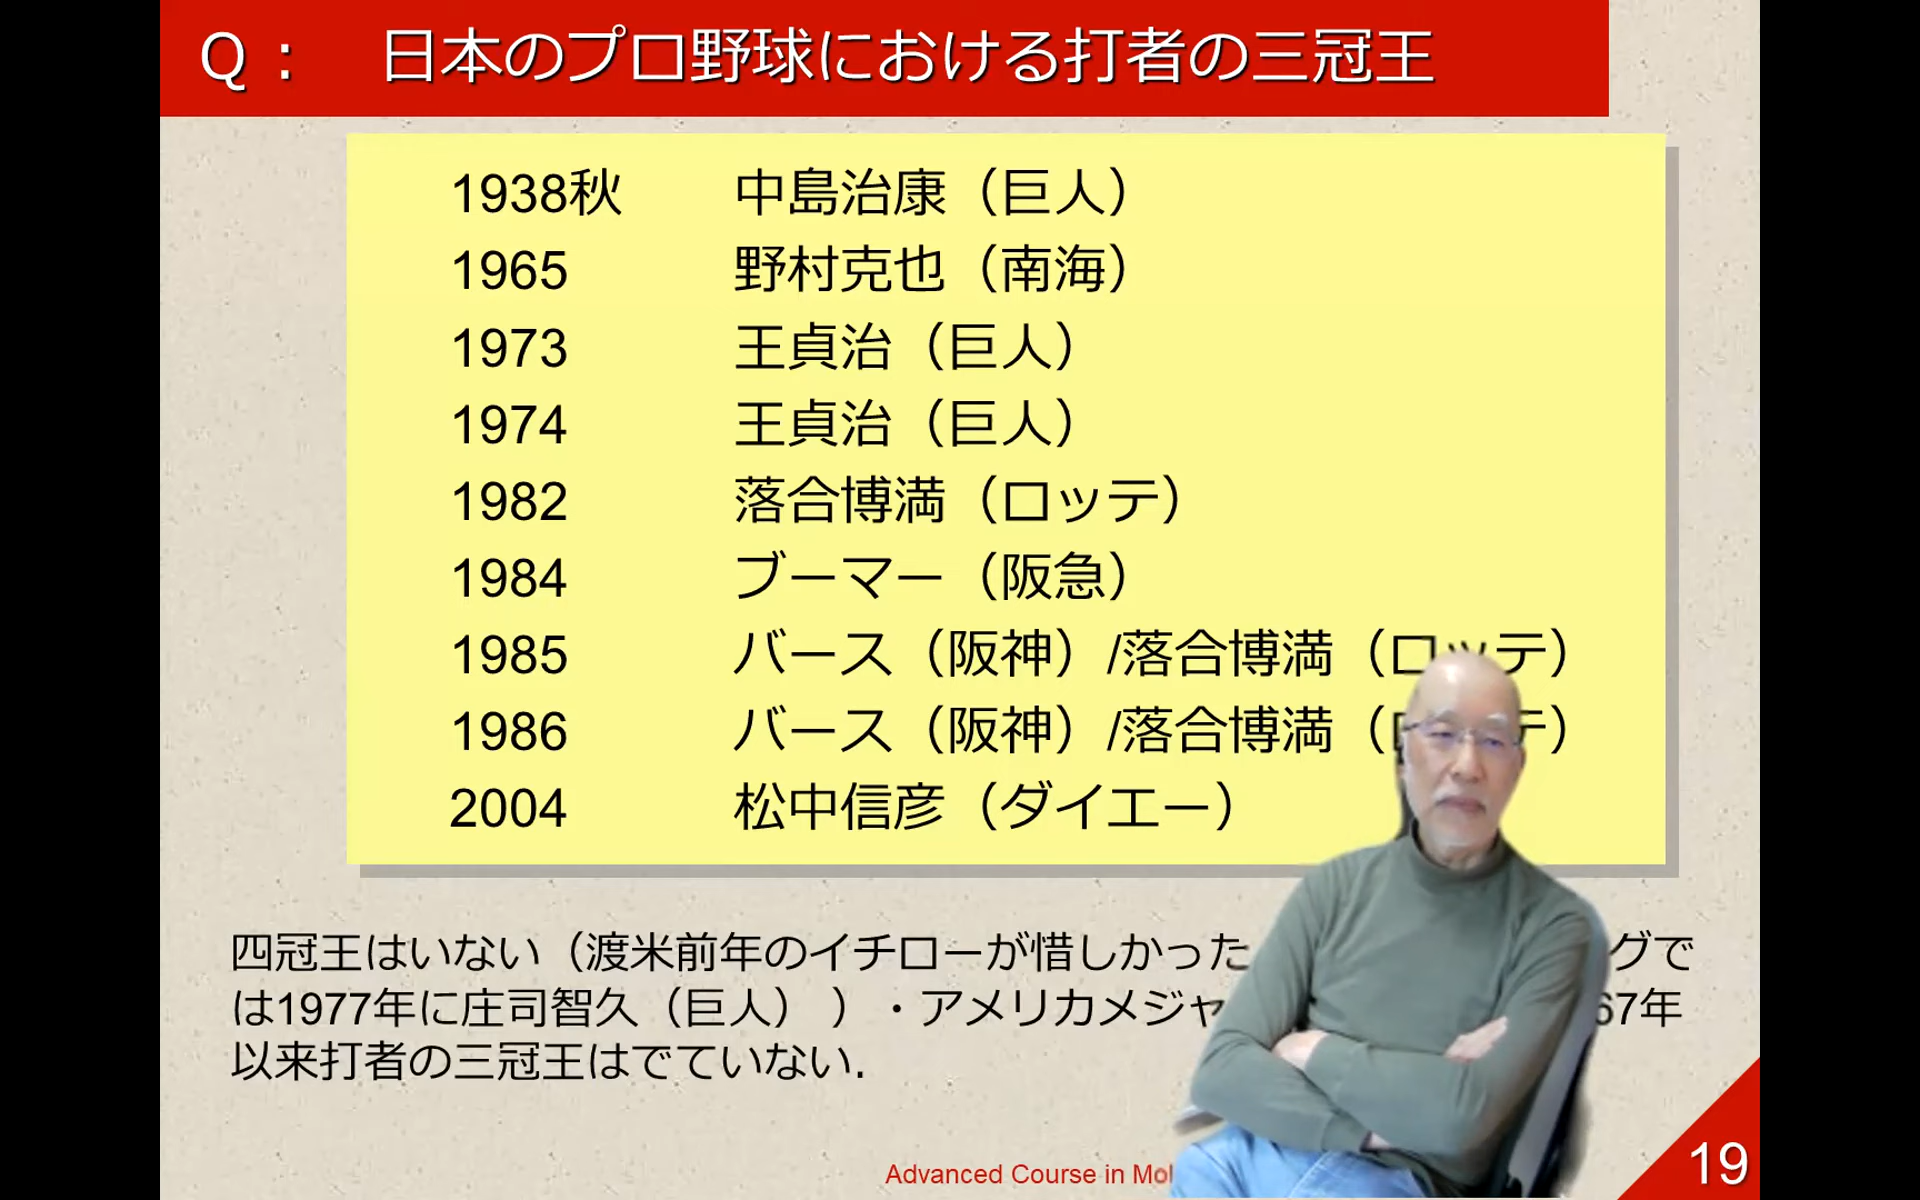 Q： 日本のプロ野球における打者の三冠王
1938秋 中島治康（巨人）
1965 野村克也（南海）
1973 王貞治（巨人）
1974 王貞治（巨人）
1982 落合博満（ロッテ）
1984 ブーマー（阪急）
1985 バース（阪神）/落合博満（ロッテ）
1986 バース（阪神）/落合博満（
2004 松中信彦（ダイエー）
四冠王はいない（渡米前年のイチローが惜しかった グで
は1977年に庄司智久（巨人））・アメリカメジャ 67年
以来打者の三冠王はでていない.
Advanced Course in
19